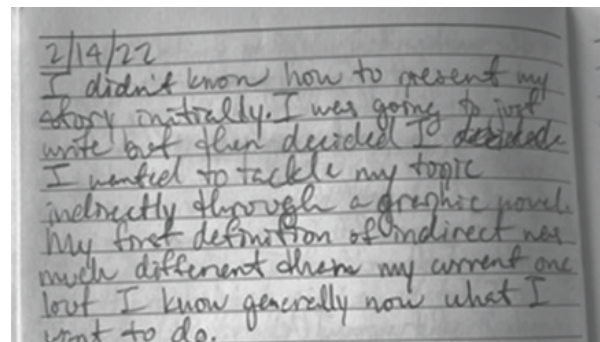 2/14/22
I didn't know how to present my
story initially. I was going to just
write but then decided I decided
I wanted to tackle my topic
indirectly through a graphic novel.
My first definition of indirect was
much different them my current one
but I know generally now what I
want to do.